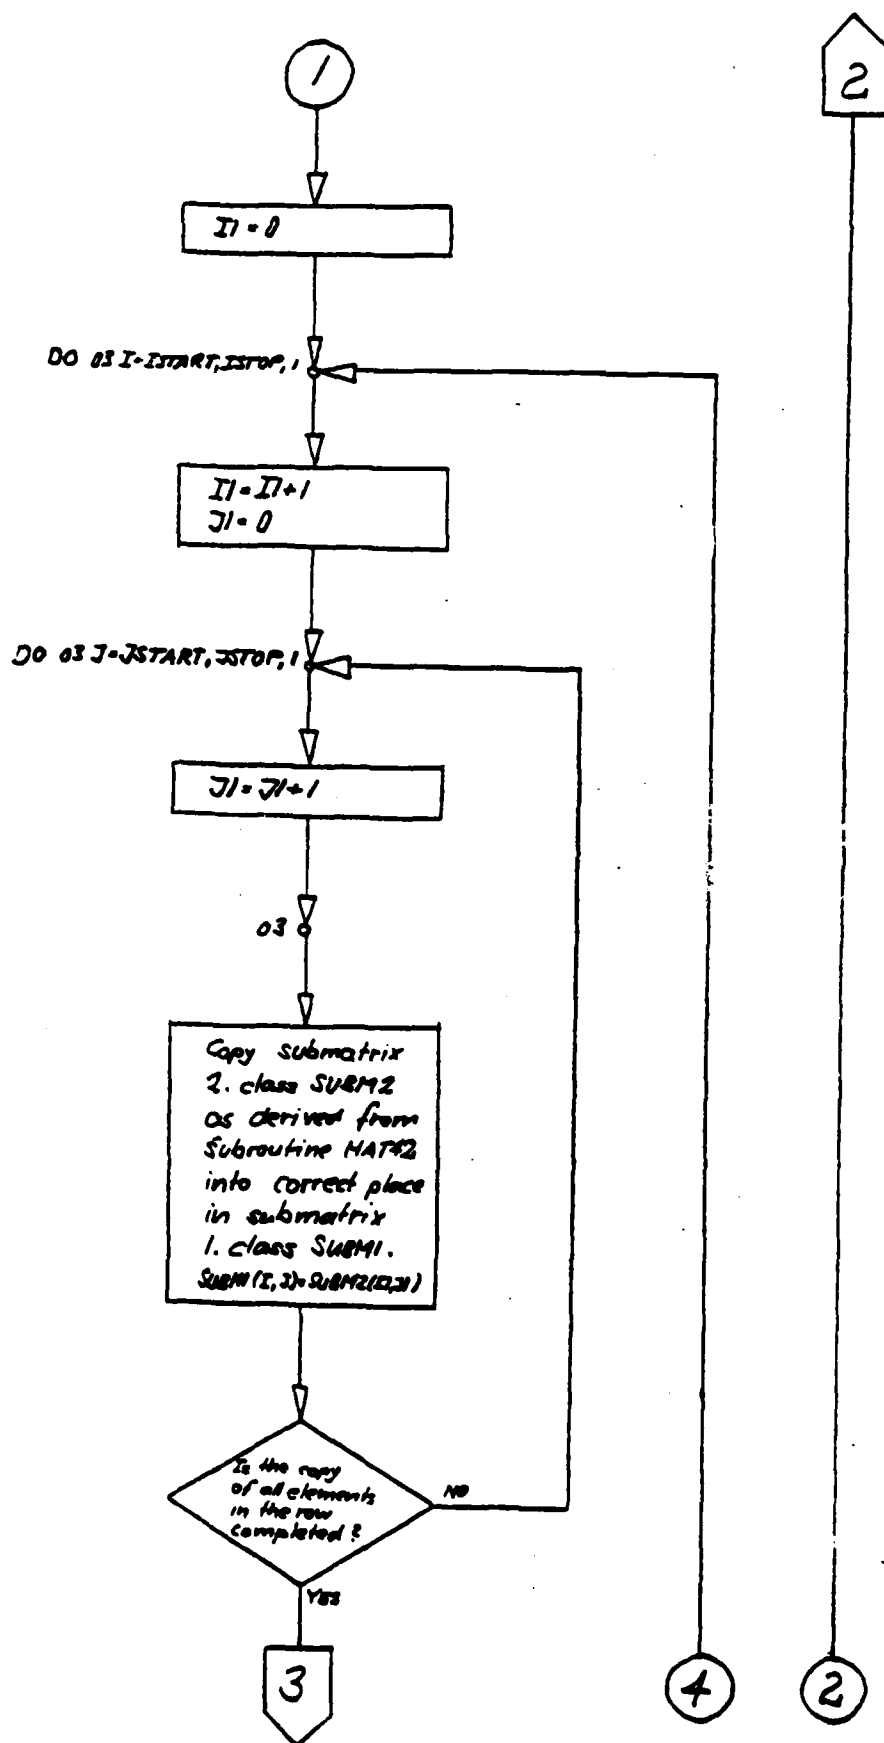 1
2
I1=0
DO 03 I=ISTART,ISTOP,1
I1=I1+1
J1=0
DO 03 J=JSTART,JSTOP,1
J1=J1+1
03
Copy submatrix
2. class SUBM2
as derived from
Subroutine MAT42
into correct place
in submatrix
1. class SUBM1.
SUBM1(I,J)=SUBM2(I1,J1)
Is the copy
of all elements
in the row
completed?
NO
YES
3
4
2